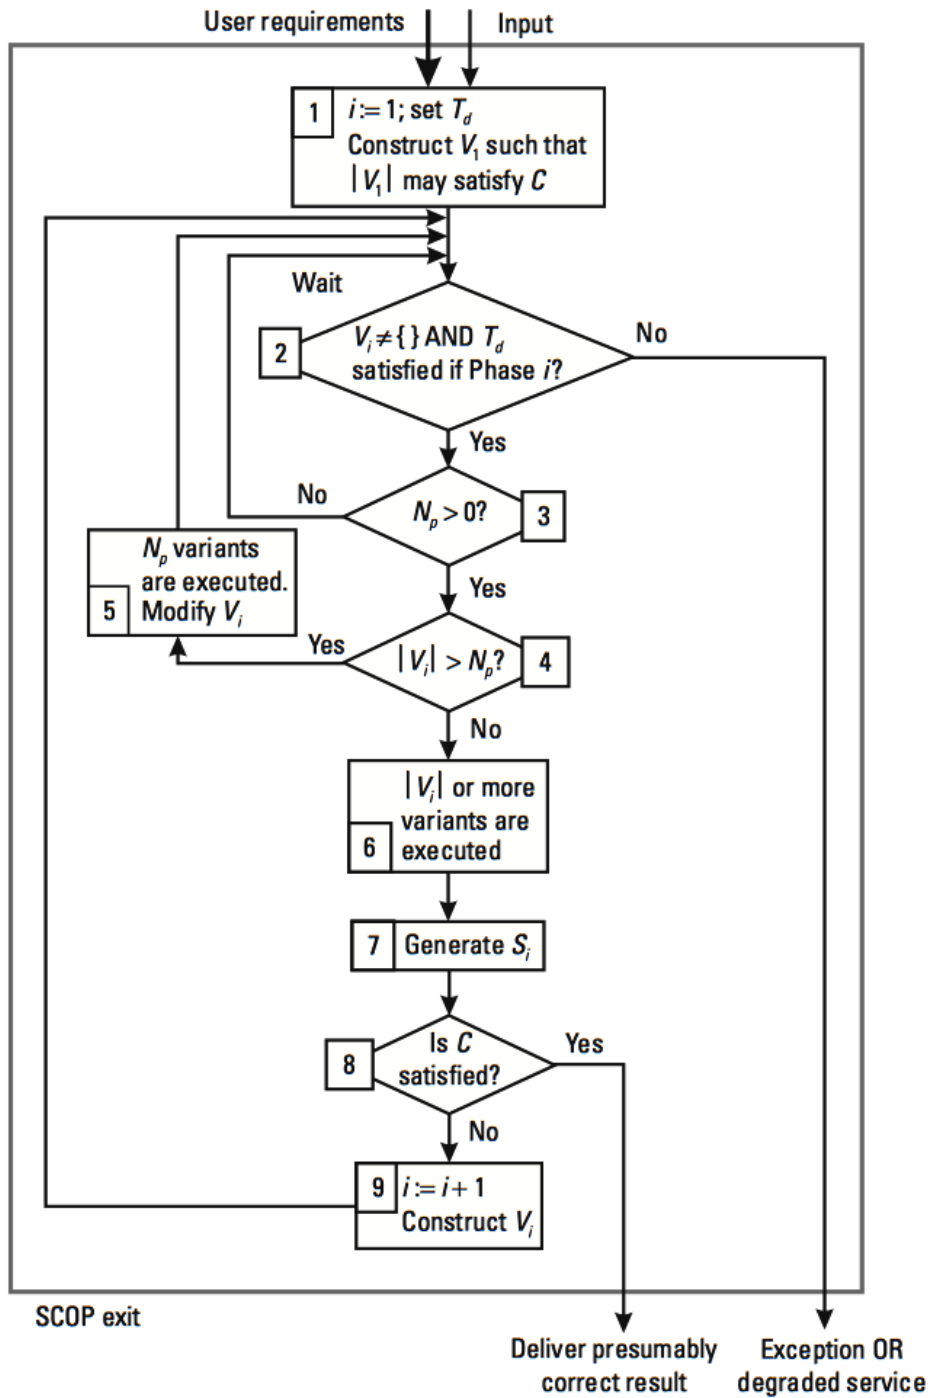 User requirements
Input
1
i := 1; set T_d
Construct V_1 such that
|V_1| may satisfy C
Wait
2
V_i ≠ { } AND T_d
satisfied if Phase i?
No
Yes
No
N_p > 0?
3
N_p variants
are executed.
5
Modify V_i
Yes
Yes
|V_i| > N_p?
4
No
|V_i| or more
variants are
6
executed
7
Generate S_i
Is C
satisfied?
8
Yes
No
9
i := i + 1
Construct V_i
SCOP exit
Deliver presumably
correct result
Exception OR
degraded service